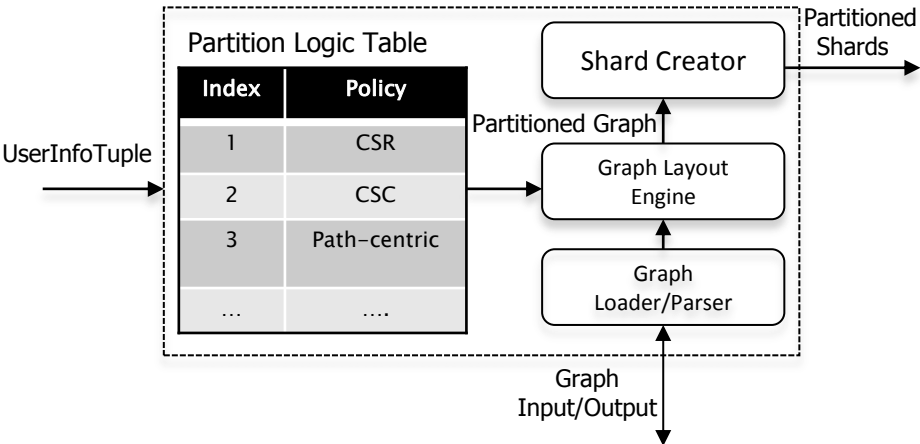 Partitioned
Shards
Partition Logic Table
Shard Creator
Index Policy
Partitioned Graph
1 CSR
UserInfoTuple
Graph Layout
Engine
2 CSC
3 Path-centric
Graph
Loader/Parser
... ....
Graph
Input/Output